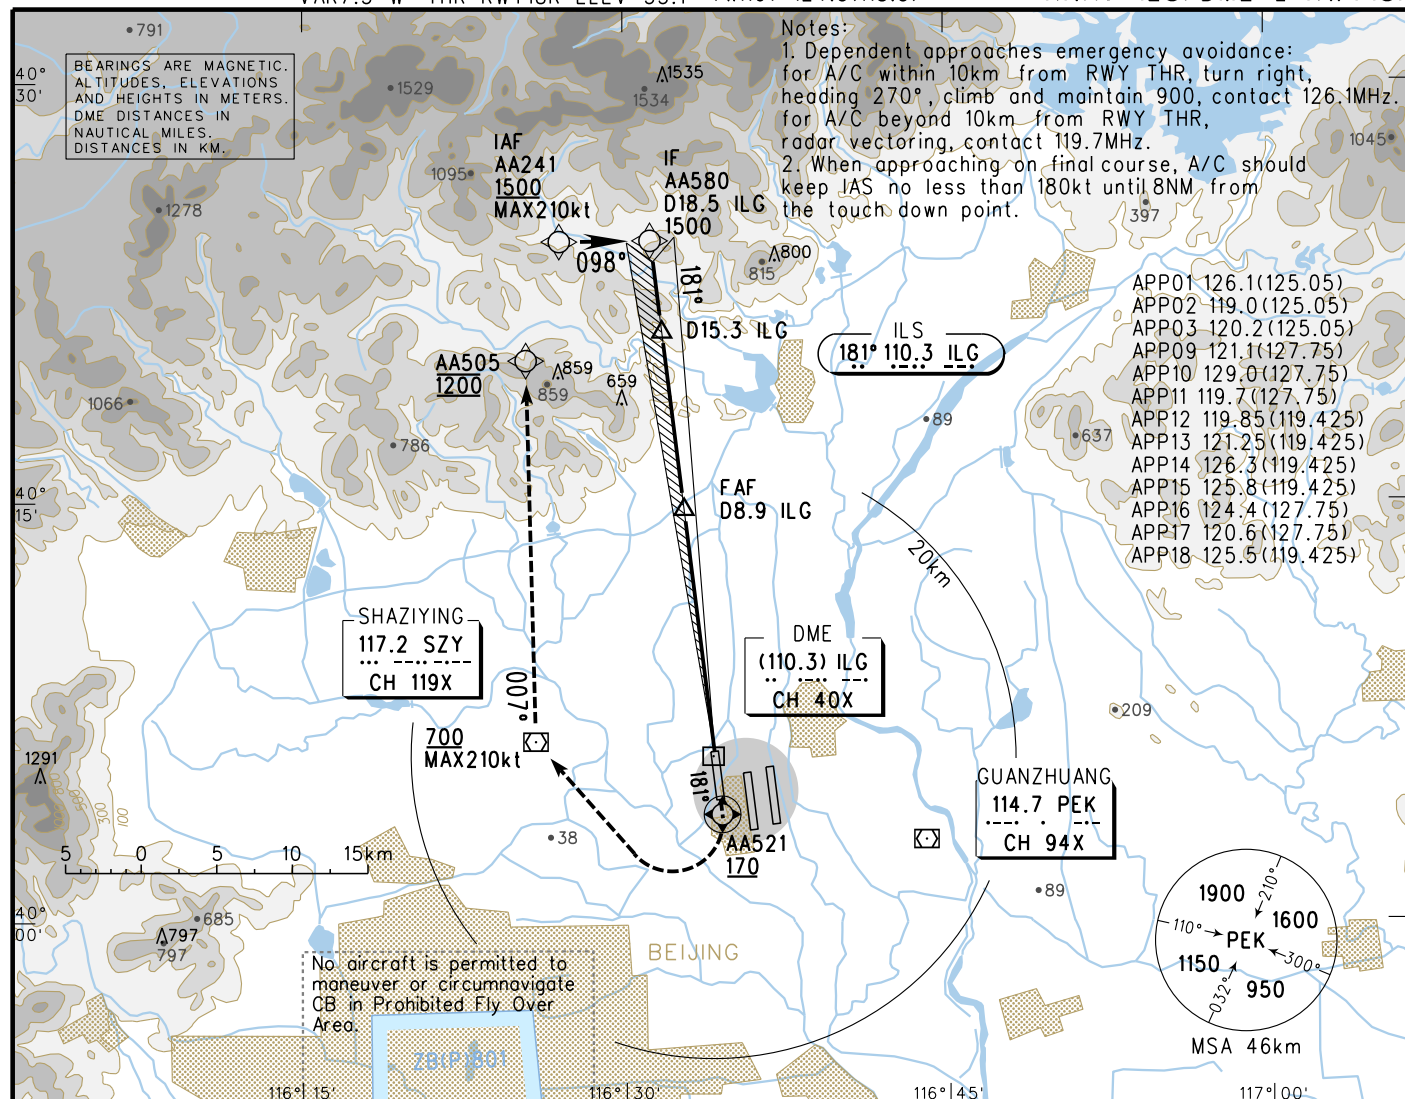 BEARINGS ARE MAGNETIC.
ALTITUDES, ELEVATIONS
AND HEIGHTS IN METERS.
DME DISTANCES IN
NAUTICAL MILES.
DISTANCES IN KM.
Notes:
1. Dependent approaches emergency avoidance:
for A/C within 10km from RWY THR, turn right,
heading 270°, climb and maintain 900, contact 126.1MHz.
for A/C beyond 10km from RWY THR,
radar vectoring, contact 119.7MHz.
2. When approaching on final course, A/C should
keep IAS no less than 180kt until 8NM from
the touch down point.
791
40°
30'
1529
1535
1534
1045
1095
1278
397
IAF
AA241
1500
MAX210kt
IF
AA580
D18.5 ILG
1500
098°
181°
800
815
D15.3 ILG
ILS
181° 110.3 ILG
APP01 126.1(125.05)
APP02 119.0(125.05)
APP03 120.2(125.05)
APP09 121.1(127.75)
APP10 129.0(127.75)
APP11 119.7(127.75)
APP12 119.85(119.425)
APP13 121.25(119.425)
APP14 126.3(119.425)
APP15 125.8(119.425)
APP16 124.4(127.75)
APP17 120.6(127.75)
APP18 125.5(119.425)
AA505
1200
859
859
659
1066
786
89
637
40°
15'
FAF
D8.9 ILG
20km
SHAZIYING
117.2 SZY
CH 119X
DME
(110.3) ILG
CH 40X
007°
700
MAX210kt
209
1291
300
100
181°
GUANZHUANG
114.7 PEK
CH 94X
38
AA521
170
5 0 5 10 15km
89
40°
00'
685
797
797
BEIJING
No aircraft is permitted to
maneuver or circumnavigate
CB in Prohibited Fly Over
Area.
ZB(P)B01
1900
210°
1600
110°
PEK
1150
300°
032°
950
MSA 46km
116°15'
116°30'
116°45'
117°00'